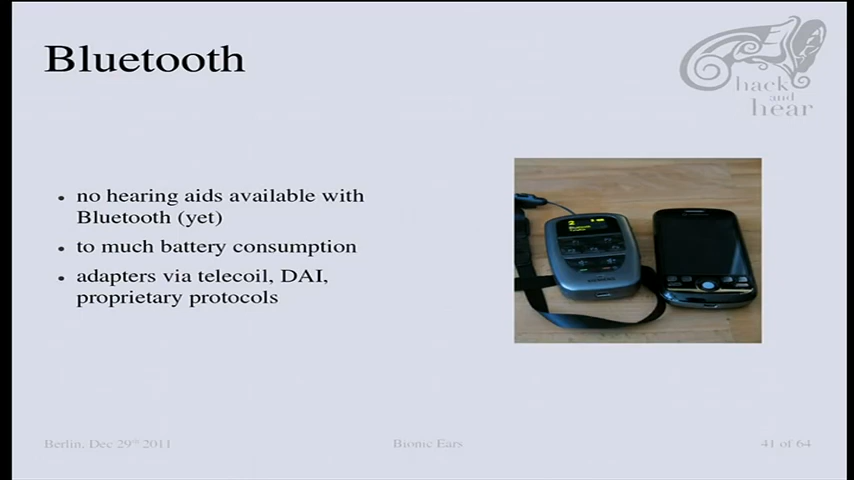 Bluetooth
hack
and
hear
• no hearing aids available with
Bluetooth (yet)
• to much battery consumption
• adapters via telecoil, DAI,
proprietary protocols
Berlin, Dec 29th 2011
Bionic Ears
41 of 64